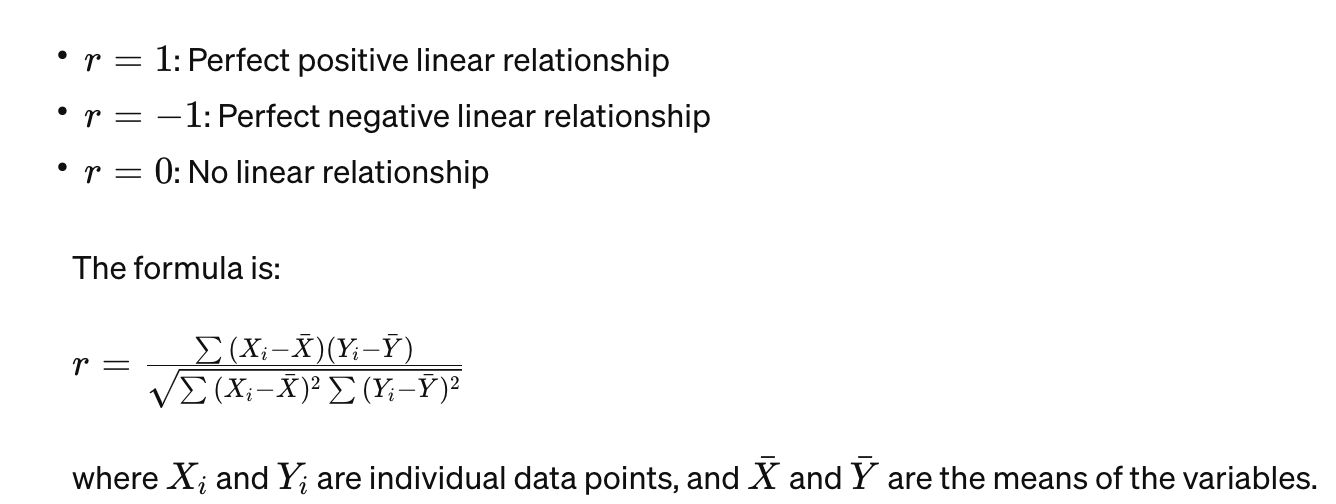 • r = 1: Perfect positive linear relationship
• r = −1: Perfect negative linear relationship
• r = 0: No linear relationship
The formula is:
r = \frac{\sum (X_i - \bar{X})(Y_i - \bar{Y})}{\sqrt{\sum (X_i - \bar{X})^2 \sum (Y_i - \bar{Y})^2}}
where X_i and Y_i are individual data points, and \bar{X} and \bar{Y} are the means of the variables.